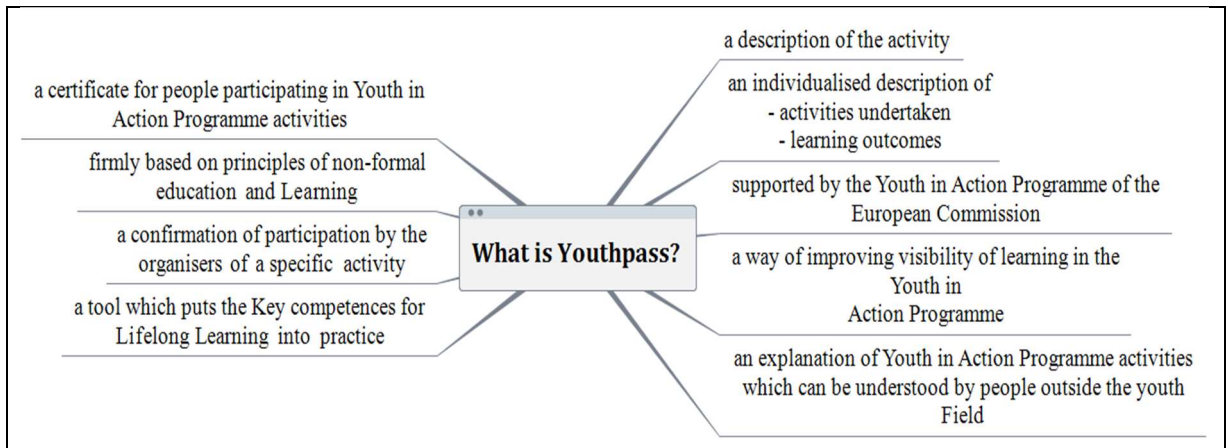 a certificate for people participating in Youth in
Action Programme activities
firmly based on principles of non-formal
education and Learning
a confirmation of participation by the
organisers of a specific activity
a tool which puts the Key competences for
Lifelong Learning into practice
What is Youthpass?
a description of the activity
an individualised description of
- activities undertaken
- learning outcomes
supported by the Youth in Action Programme of the
European Commission
a way of improving visibility of learning in the
Youth in
Action Programme
an explanation of Youth in Action Programme activities
which can be understood by people outside the youth
Field